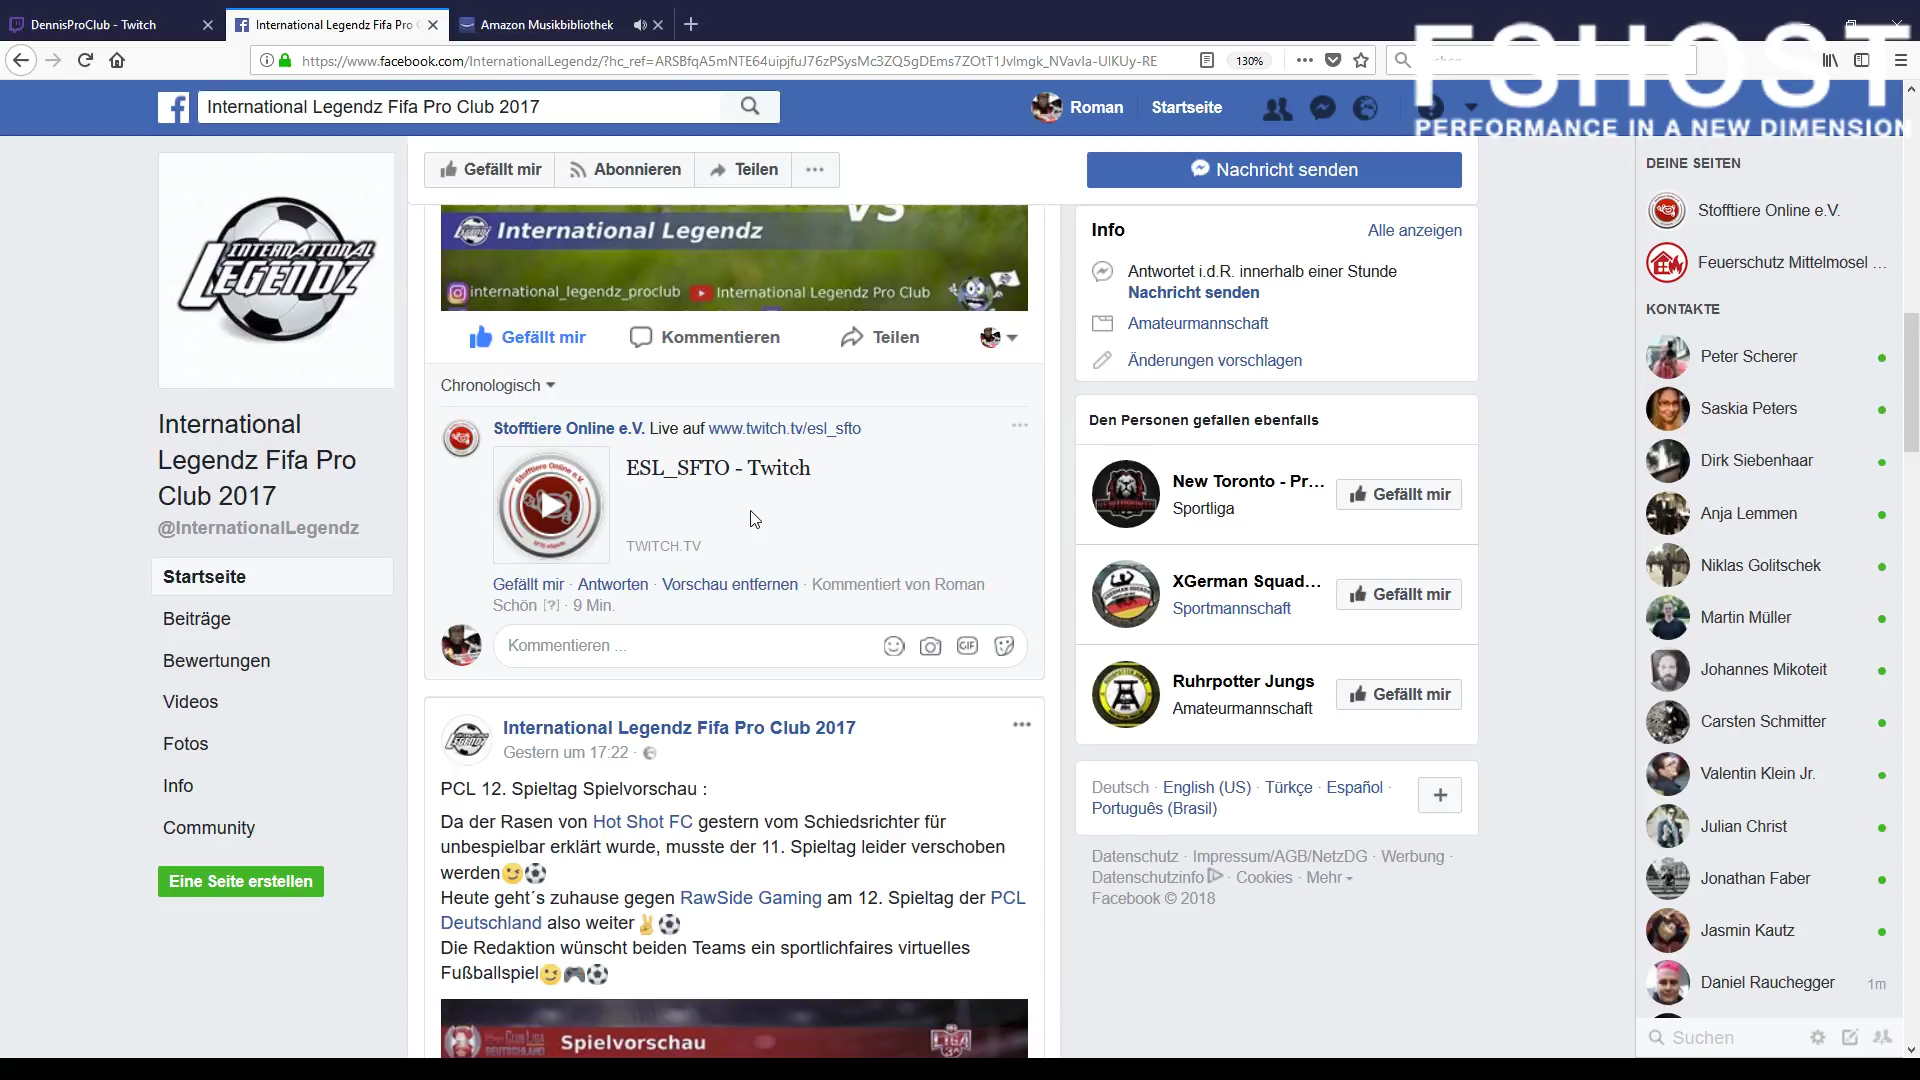 DennisProClub - Twitch
International Legendz Fifa Pro C
Amazon Musikbibliothek
https://www.facebook.com/InternationalLegendz/?hc_ref=ARSBfqA5mNTE64uipjfuJ76zPSysMc3ZQ5gDEms7ZOtT1Jvlmgk_NVavIa-UIKUy-RE
130%
FSHOST
PERFORMANCE IN A NEW DIMENSION
International Legendz Fifa Pro Club 2017
Roman
Startseite
International
Legendz Fifa Pro
Club 2017
@InternationalLegendz
Startseite
Beiträge
Bewertungen
Videos
Fotos
Info
Community
Eine Seite erstellen
Gefällt mir
Abonnieren
Teilen
Nachricht senden
VS
International Legendz
international_legendz_proclub
International Legendz Pro Club
Gefällt mir
Kommentieren
Teilen
Chronologisch
Stofftiere Online e.V. Live auf www.twitch.tv/esl_sfto
ESL_SFTO - Twitch
TWITCH.TV
Gefällt mir · Antworten · Vorschau entfernen · Kommentiert von Roman
Schön [?] · 9 Min.
Kommentieren ...
GIF
International Legendz Fifa Pro Club 2017
Gestern um 17:22 ·
PCL 12. Spieltag Spielvorschau :
Da der Rasen von Hot Shot FC gestern vom Schiedsrichter für
unbespielbar erklärt wurde, musste der 11. Spieltag leider verschoben
werden😉⚽
Heute geht´s zuhause gegen RawSide Gaming am 12. Spieltag der PCL
Deutschland also weiter✌⚽
Die Redaktion wünscht beiden Teams ein sportlichfaires virtuelles
Fußballspiel😉🎮⚽
Spielvorschau
Info
Alle anzeigen
Antwortet i.d.R. innerhalb einer Stunde
Nachricht senden
Amateurmannschaft
Änderungen vorschlagen
Den Personen gefallen ebenfalls
New Toronto - Pr...
Sportliga
Gefällt mir
XGerman Squad...
Sportmannschaft
Gefällt mir
Ruhrpotter Jungs
Amateurmannschaft
Gefällt mir
Deutsch · English (US) · Türkçe · Español ·
Português (Brasil)
Datenschutz · Impressum/AGB/NetzDG · Werbung ·
Datenschutzinfo · Cookies · Mehr
Facebook © 2018
DEINE SEITEN
Stofftiere Online e.V.
Feuerschutz Mittelmosel ...
KONTAKTE
Peter Scherer
Saskia Peters
Dirk Siebenhaar
Anja Lemmen
Niklas Golitschek
Martin Müller
Johannes Mikoteit
Carsten Schmitter
Valentin Klein Jr.
Julian Christ
Jonathan Faber
Jasmin Kautz
Daniel Rauchegger
1m
Suchen